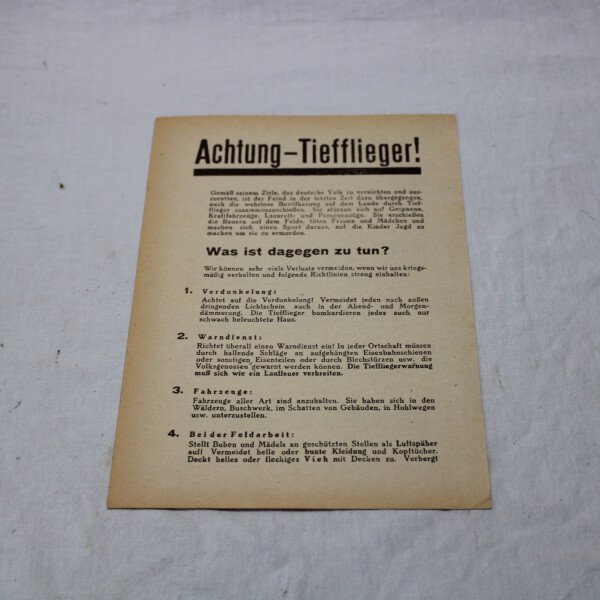 Achtung–Tiefflieger!
Gemäß seinem Ziele, das deutsche Volk zu vernichten und aus-
zurotten, ist der Feind in der letzten Zeit dazu übergegangen,
auch die wehrlose Bevölkerung auf dem Lande durch Tief-
flieger zusammenzuschießen. Sie stürzen sich auf Gespanne,
Kraftfahrzeuge, Lazarett- und Personenzüge. Sie erschießen
die Bauern auf dem Felde, töten Frauen und Mädchen und
machen sich einen Sport daraus, auf die Kinder Jagd zu
machen um sie zu ermorden.
Was ist dagegen zu tun?
Wir können sehr viele Verluste vermeiden, wenn wir uns kriegs-
mäßig verhalten und folgende Richtlinien streng einhalten:
1. Verdunkelung:
Achtet auf die Verdunkelung! Vermeidet jeden nach außen
dringenden Lichtschein auch in der Abend- und Morgen-
dämmerung. Die Tiefflieger bombardieren jedes auch nur
schwach beleuchtete Haus.
2. Warndienst:
Richtet überall einen Warndienst ein! In jeder Ortschaft müssen
durch hallende Schläge an aufgehängten Eisenbahnschienen
oder sonstigen Eisenteilen oder durch Blechstürzen usw. die
Volksgenossen gewarnt werden können. Die Tieffliegerwarnung
muß sich wie ein Lauffeuer verbreiten.
3. Fahrzeuge:
Fahrzeuge aller Art sind anzuhalten. Sie haben sich in den
Wäldern, Buschwerk, im Schatten von Gebäuden, in Hohlwegen
usw. unterzustellen.
4. Bei der Feldarbeit:
Stellt Buben und Mädels an geschützten Stellen als Luftspäher
auf! Vermeidet helle oder bunte Kleidung und Kopftücher.
Deckt helles oder fleckiges Vieh mit Decken zu. Verbergt